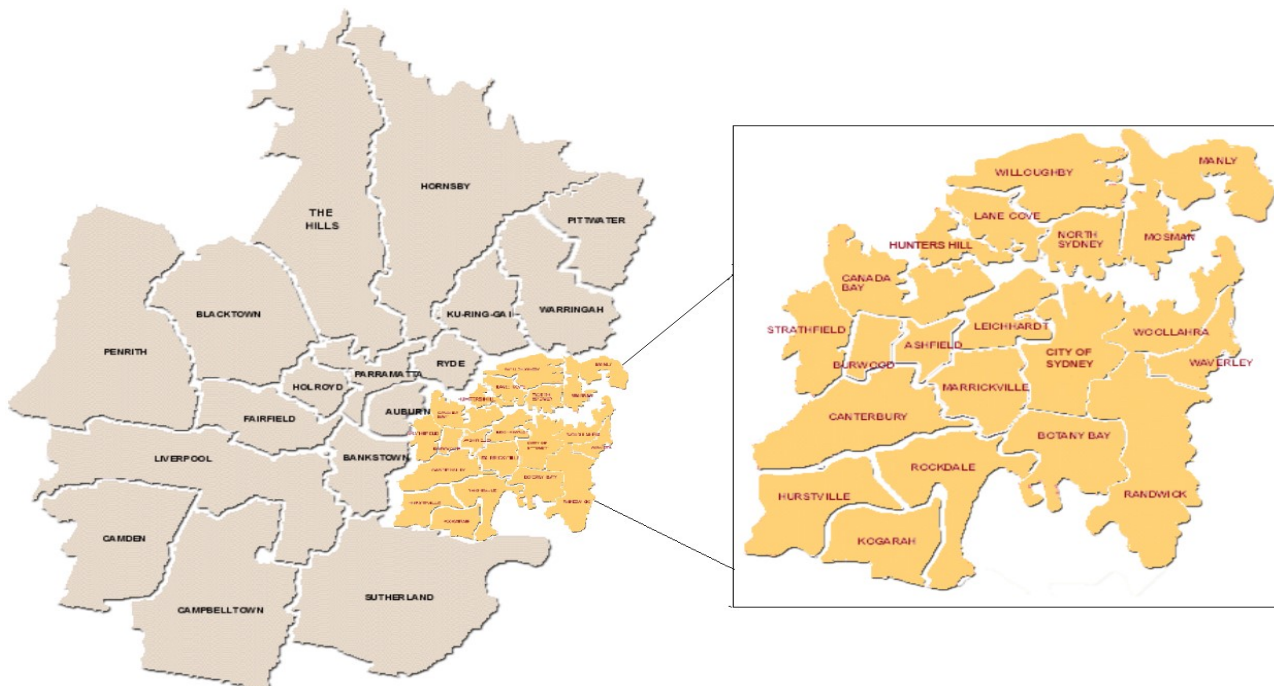 HORNSBY
THE
HILLS
PITTWATER
WARRINGAH
KU-RING-GAI
BLACKTOWN
PENRITH
RYDE
PARRAMATTA
HOLROYD
AUBURN
FAIRFIELD
BANKSTOWN
LIVERPOOL
CAMDEN
CAMPBELLTOWN
SUTHERLAND
MANLY
WILLOUGHBY
LANE COVE
NORTH
SYDNEY
MOSMAN
HUNTERS HILL
CANADA
BAY
STRATHFIELD
BURWOOD
ASHFIELD
LEICHHARDT
WOOLLAHRA
CITY OF
SYDNEY
WAVERLEY
MARRICKVILLE
CANTERBURY
BOTANY BAY
ROCKDALE
HURSTVILLE
RANDWICK
KOGARAH